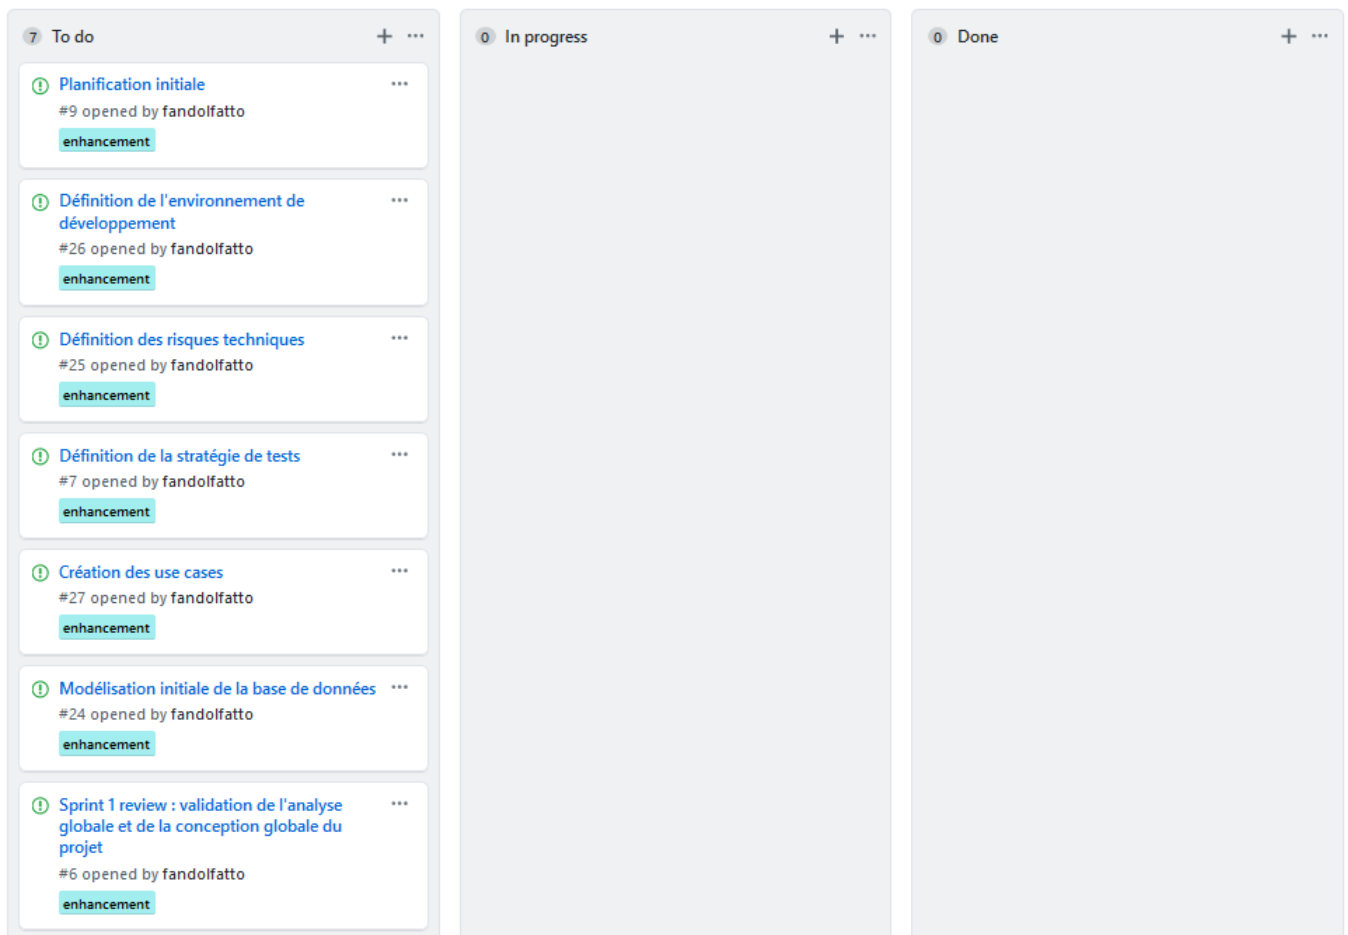 7 To do
Planification initiale
#9 opened by fandolfatto
enhancement
Définition de l'environnement de
développement
#26 opened by fandolfatto
enhancement
Définition des risques techniques
#25 opened by fandolfatto
enhancement
Définition de la stratégie de tests
#7 opened by fandolfatto
enhancement
Création des use cases
#27 opened by fandolfatto
enhancement
Modélisation initiale de la base de données
#24 opened by fandolfatto
enhancement
Sprint 1 review : validation de l'analyse
globale et de la conception globale du
projet
#6 opened by fandolfatto
enhancement
0 In progress
0 Done